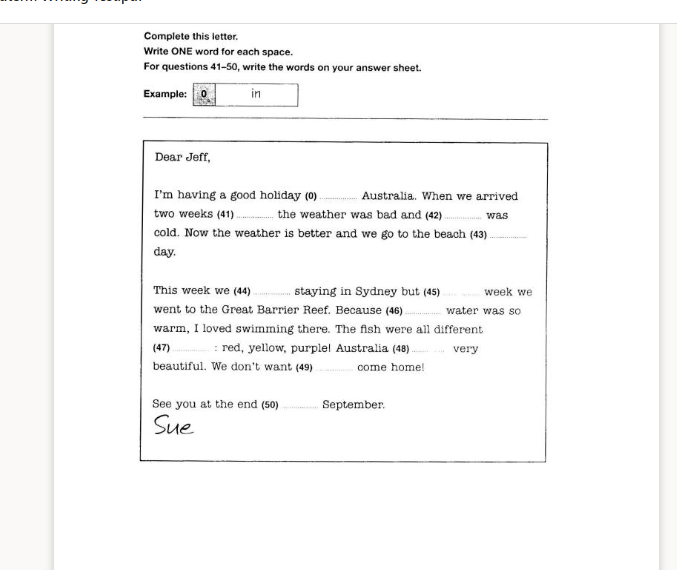 Complete this letter.
Write ONE word for each space.
For questions 41–50, write the words on your answer sheet.
Example: 0 in
Dear Jeff,
I'm having a good holiday (0) ............ Australia. When we arrived
two weeks (41) ............ the weather was bad and (42) ............ was
cold. Now the weather is better and we go to the beach (43) ............
day.
This week we (44) ............ staying in Sydney but (45) ............ week we
went to the Great Barrier Reef. Because (46) ............ water was so
warm, I loved swimming there. The fish were all different
(47) ............ : red, yellow, purple! Australia (48) ............ very
beautiful. We don't want (49) ............ come home!
See you at the end (50) ............ September.
Sue